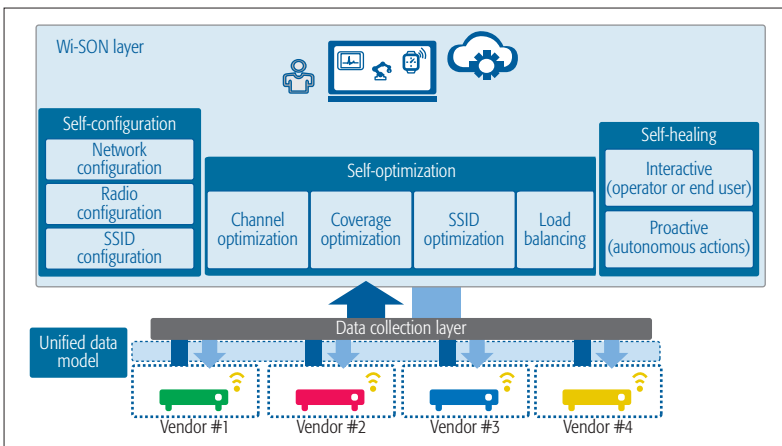 Wi-SON layer
Self-configuration
Network
configuration
Radio
configuration
SSID
configuration
Self-optimization
Channel
optimization
Coverage
optimization
SSID
optimization
Load
balancing
Self-healing
Interactive
(operator or end user)
Proactive
(autonomous actions)
Data collection layer
Unified data
model
Vendor #1
Vendor #2
Vendor #3
Vendor #4